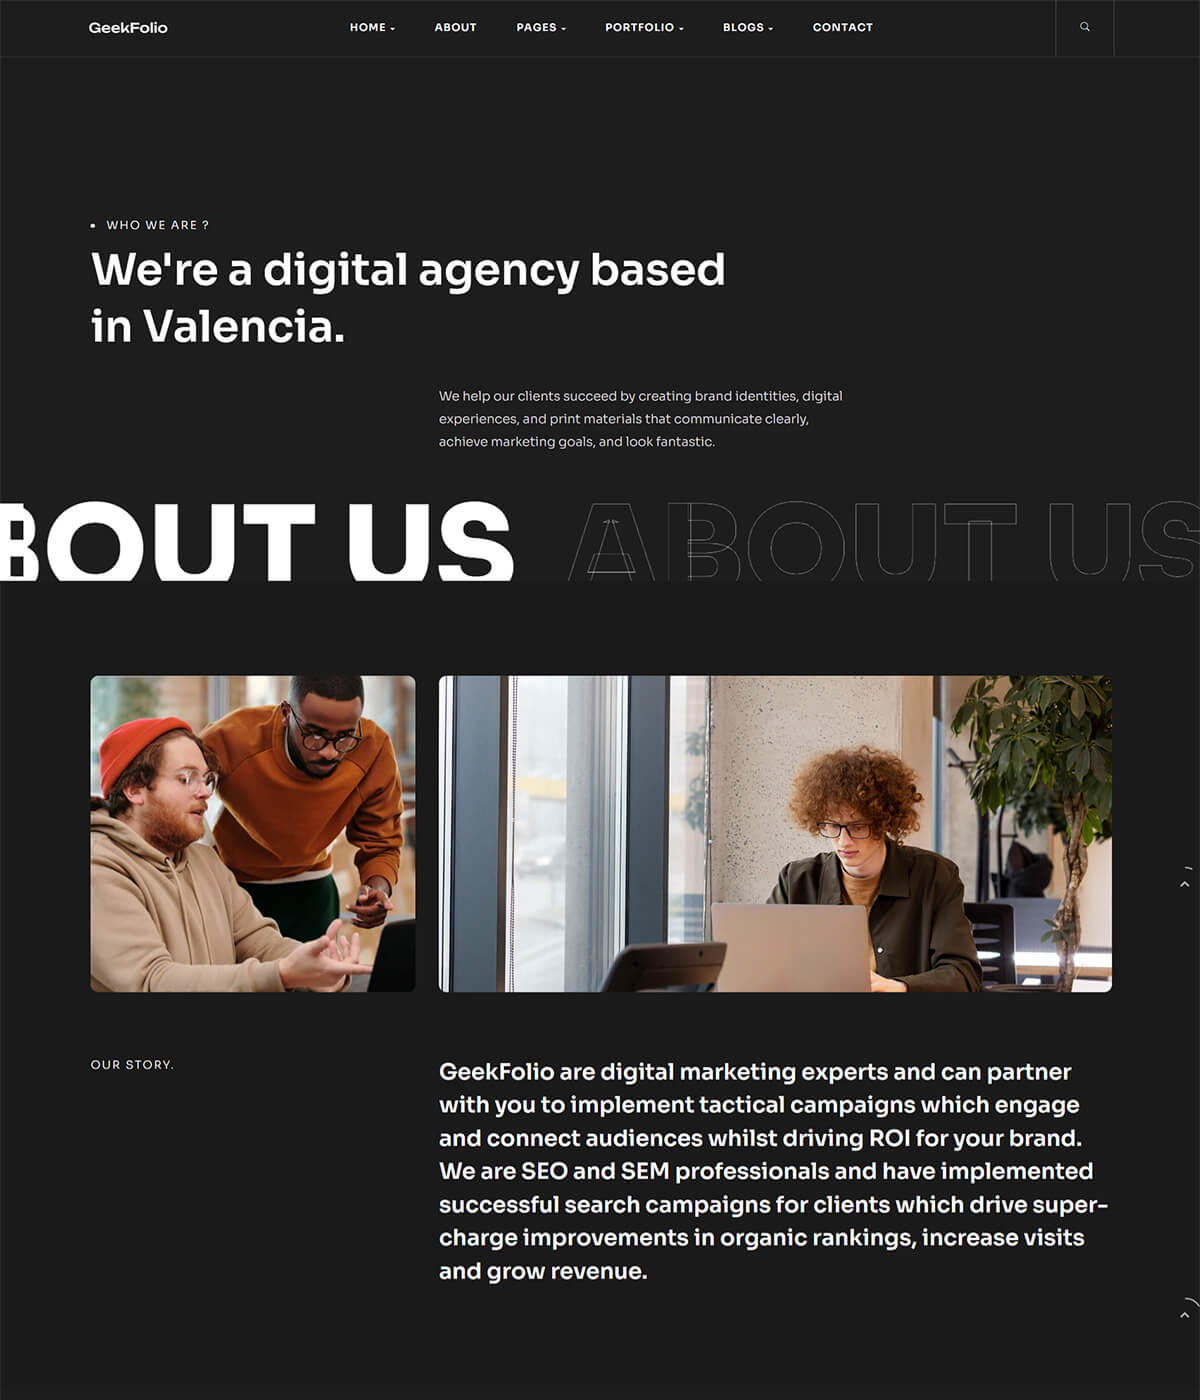 GeekFolio
HOME
ABOUT
PAGES
PORTFOLIO
BLOGS
CONTACT
WHO WE ARE ?
We're a digital agency based
in Valencia.
We help our clients succeed by creating brand identities, digital
experiences, and print materials that communicate clearly,
achieve marketing goals, and look fantastic.
BOUT US ABOUT US
OUR STORY.
GeekFolio are digital marketing experts and can partner
with you to implement tactical campaigns which engage
and connect audiences whilst driving ROI for your brand.
We are SEO and SEM professionals and have implemented
successful search campaigns for clients which drive super-
charge improvements in organic rankings, increase visits
and grow revenue.